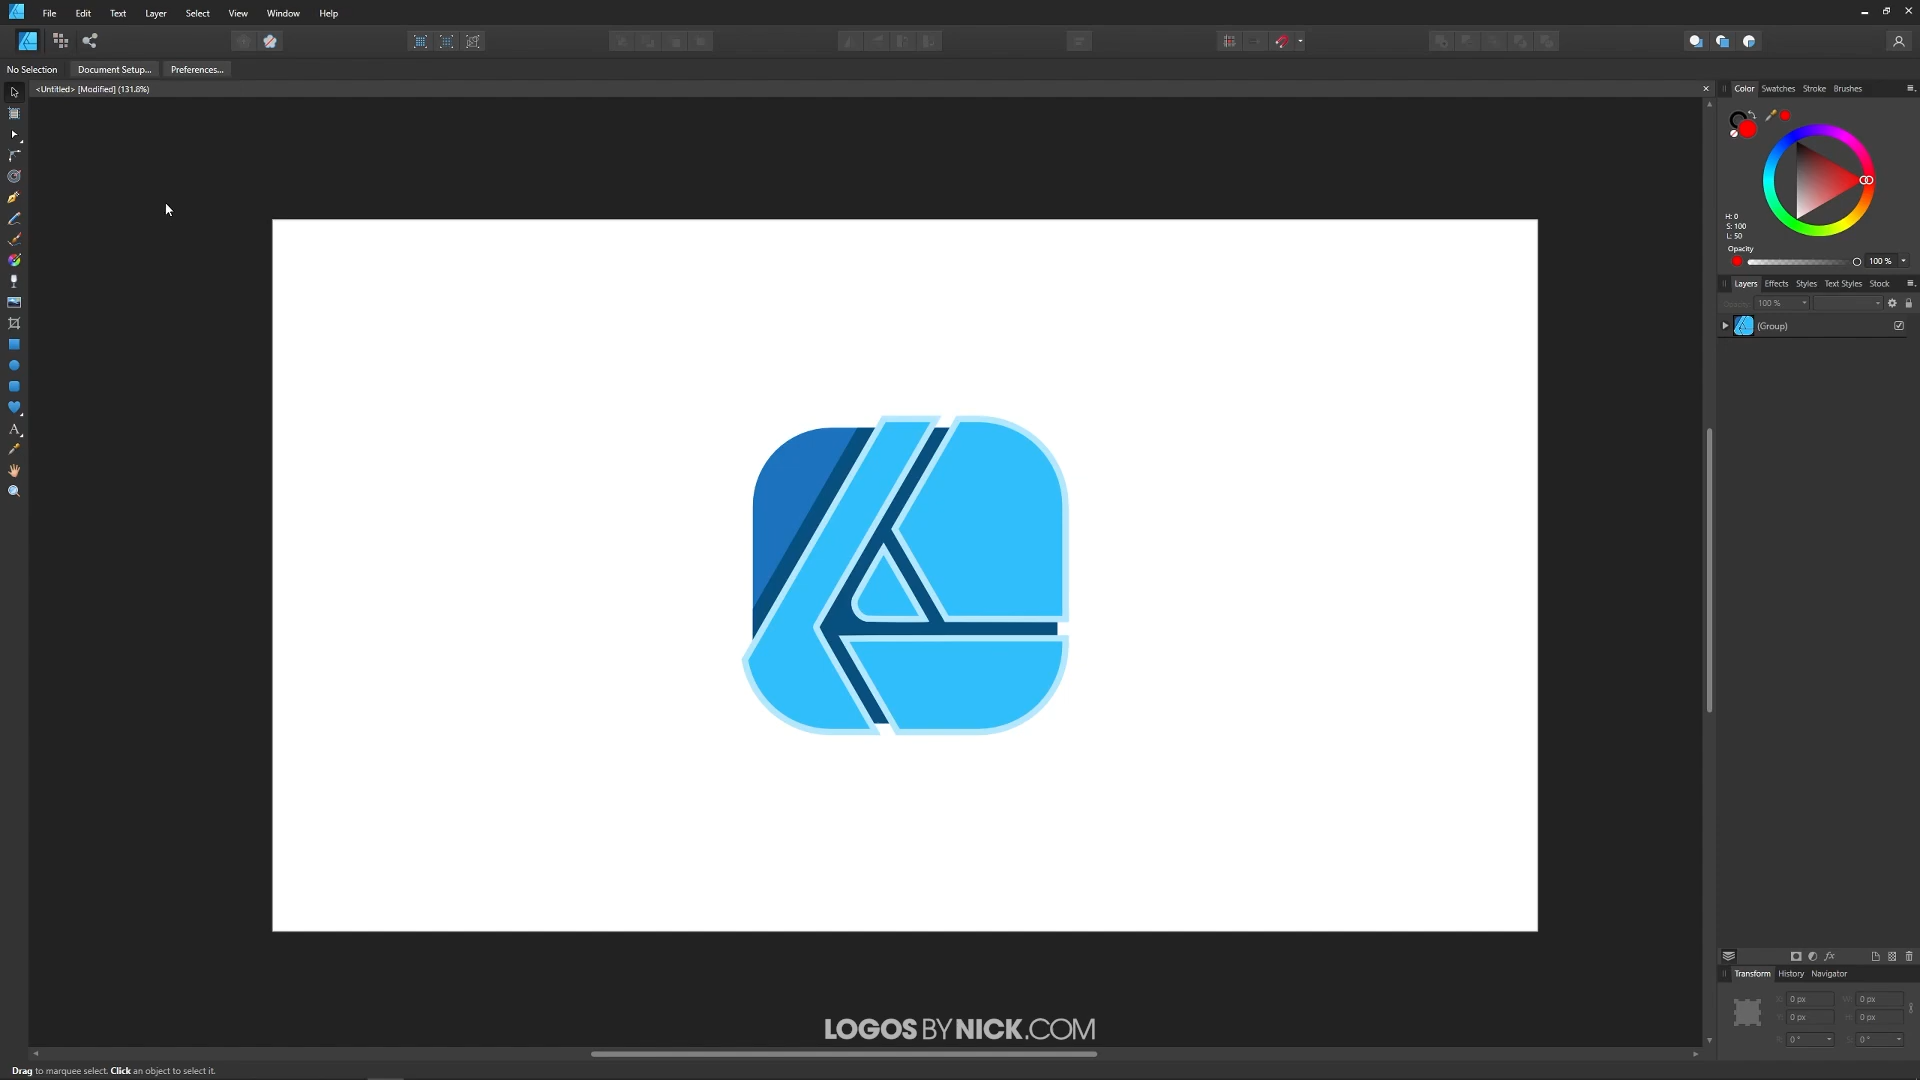 File Edit Text Layer Select View Window Help
No Selection Document Setup... Preferences...
<Untitled> [Modified] (131.8%)
Color Swatches Stroke Brushes
H: 0
S: 100
L: 50
Opacity
100 %
Layers Effects Styles Text Styles Stock
Opacity: 100 %
(Group)
fx
Transform History Navigator
X: 0 px W: 0 px
Y: 0 px H: 0 px
R: 0 ° S: 0 °
LOGOS BY NICK.COM
Drag to marquee select. Click an object to select it.